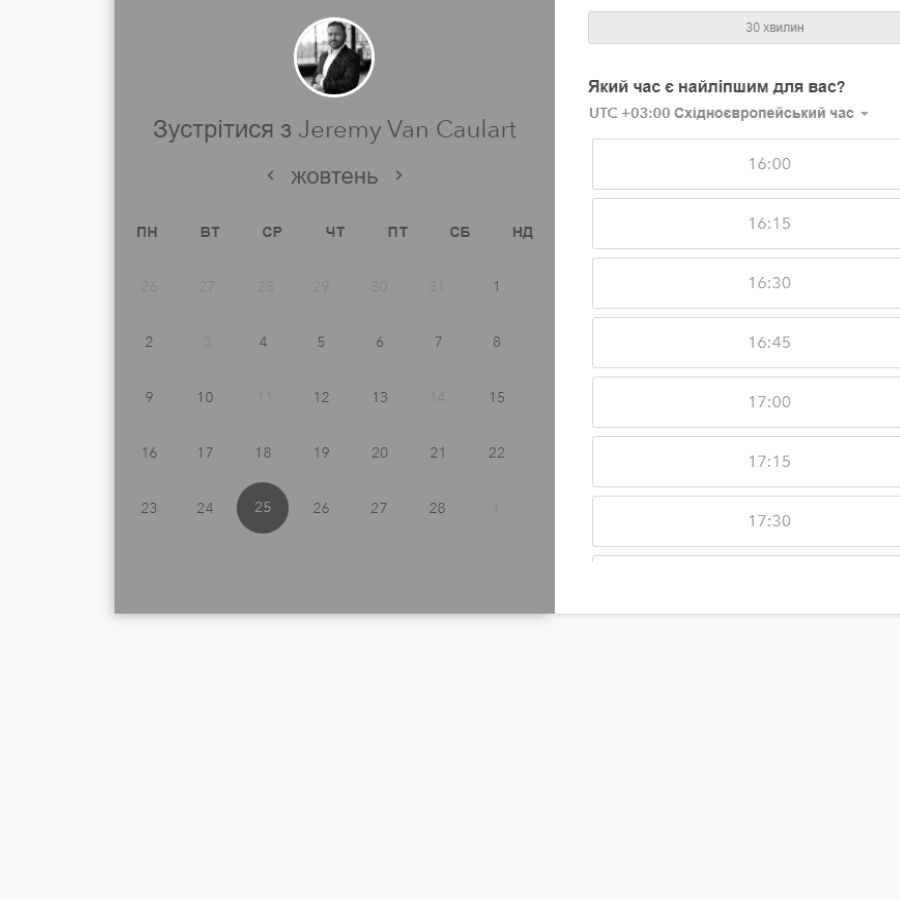 Зустрітися з Jeremy Van Caulart
жовтень
ПН ВТ СР ЧТ ПТ СБ НД
26 27 28 29 30 31 1
2 3 4 5 6 7 8
9 10 11 12 13 14 15
16 17 18 19 20 21 22
23 24 25 26 27 28 1
30 хвилин
Який час є найліпшим для вас?
UTC +03:00 Східноєвропейський час
16:00
16:15
16:30
16:45
17:00
17:15
17:30